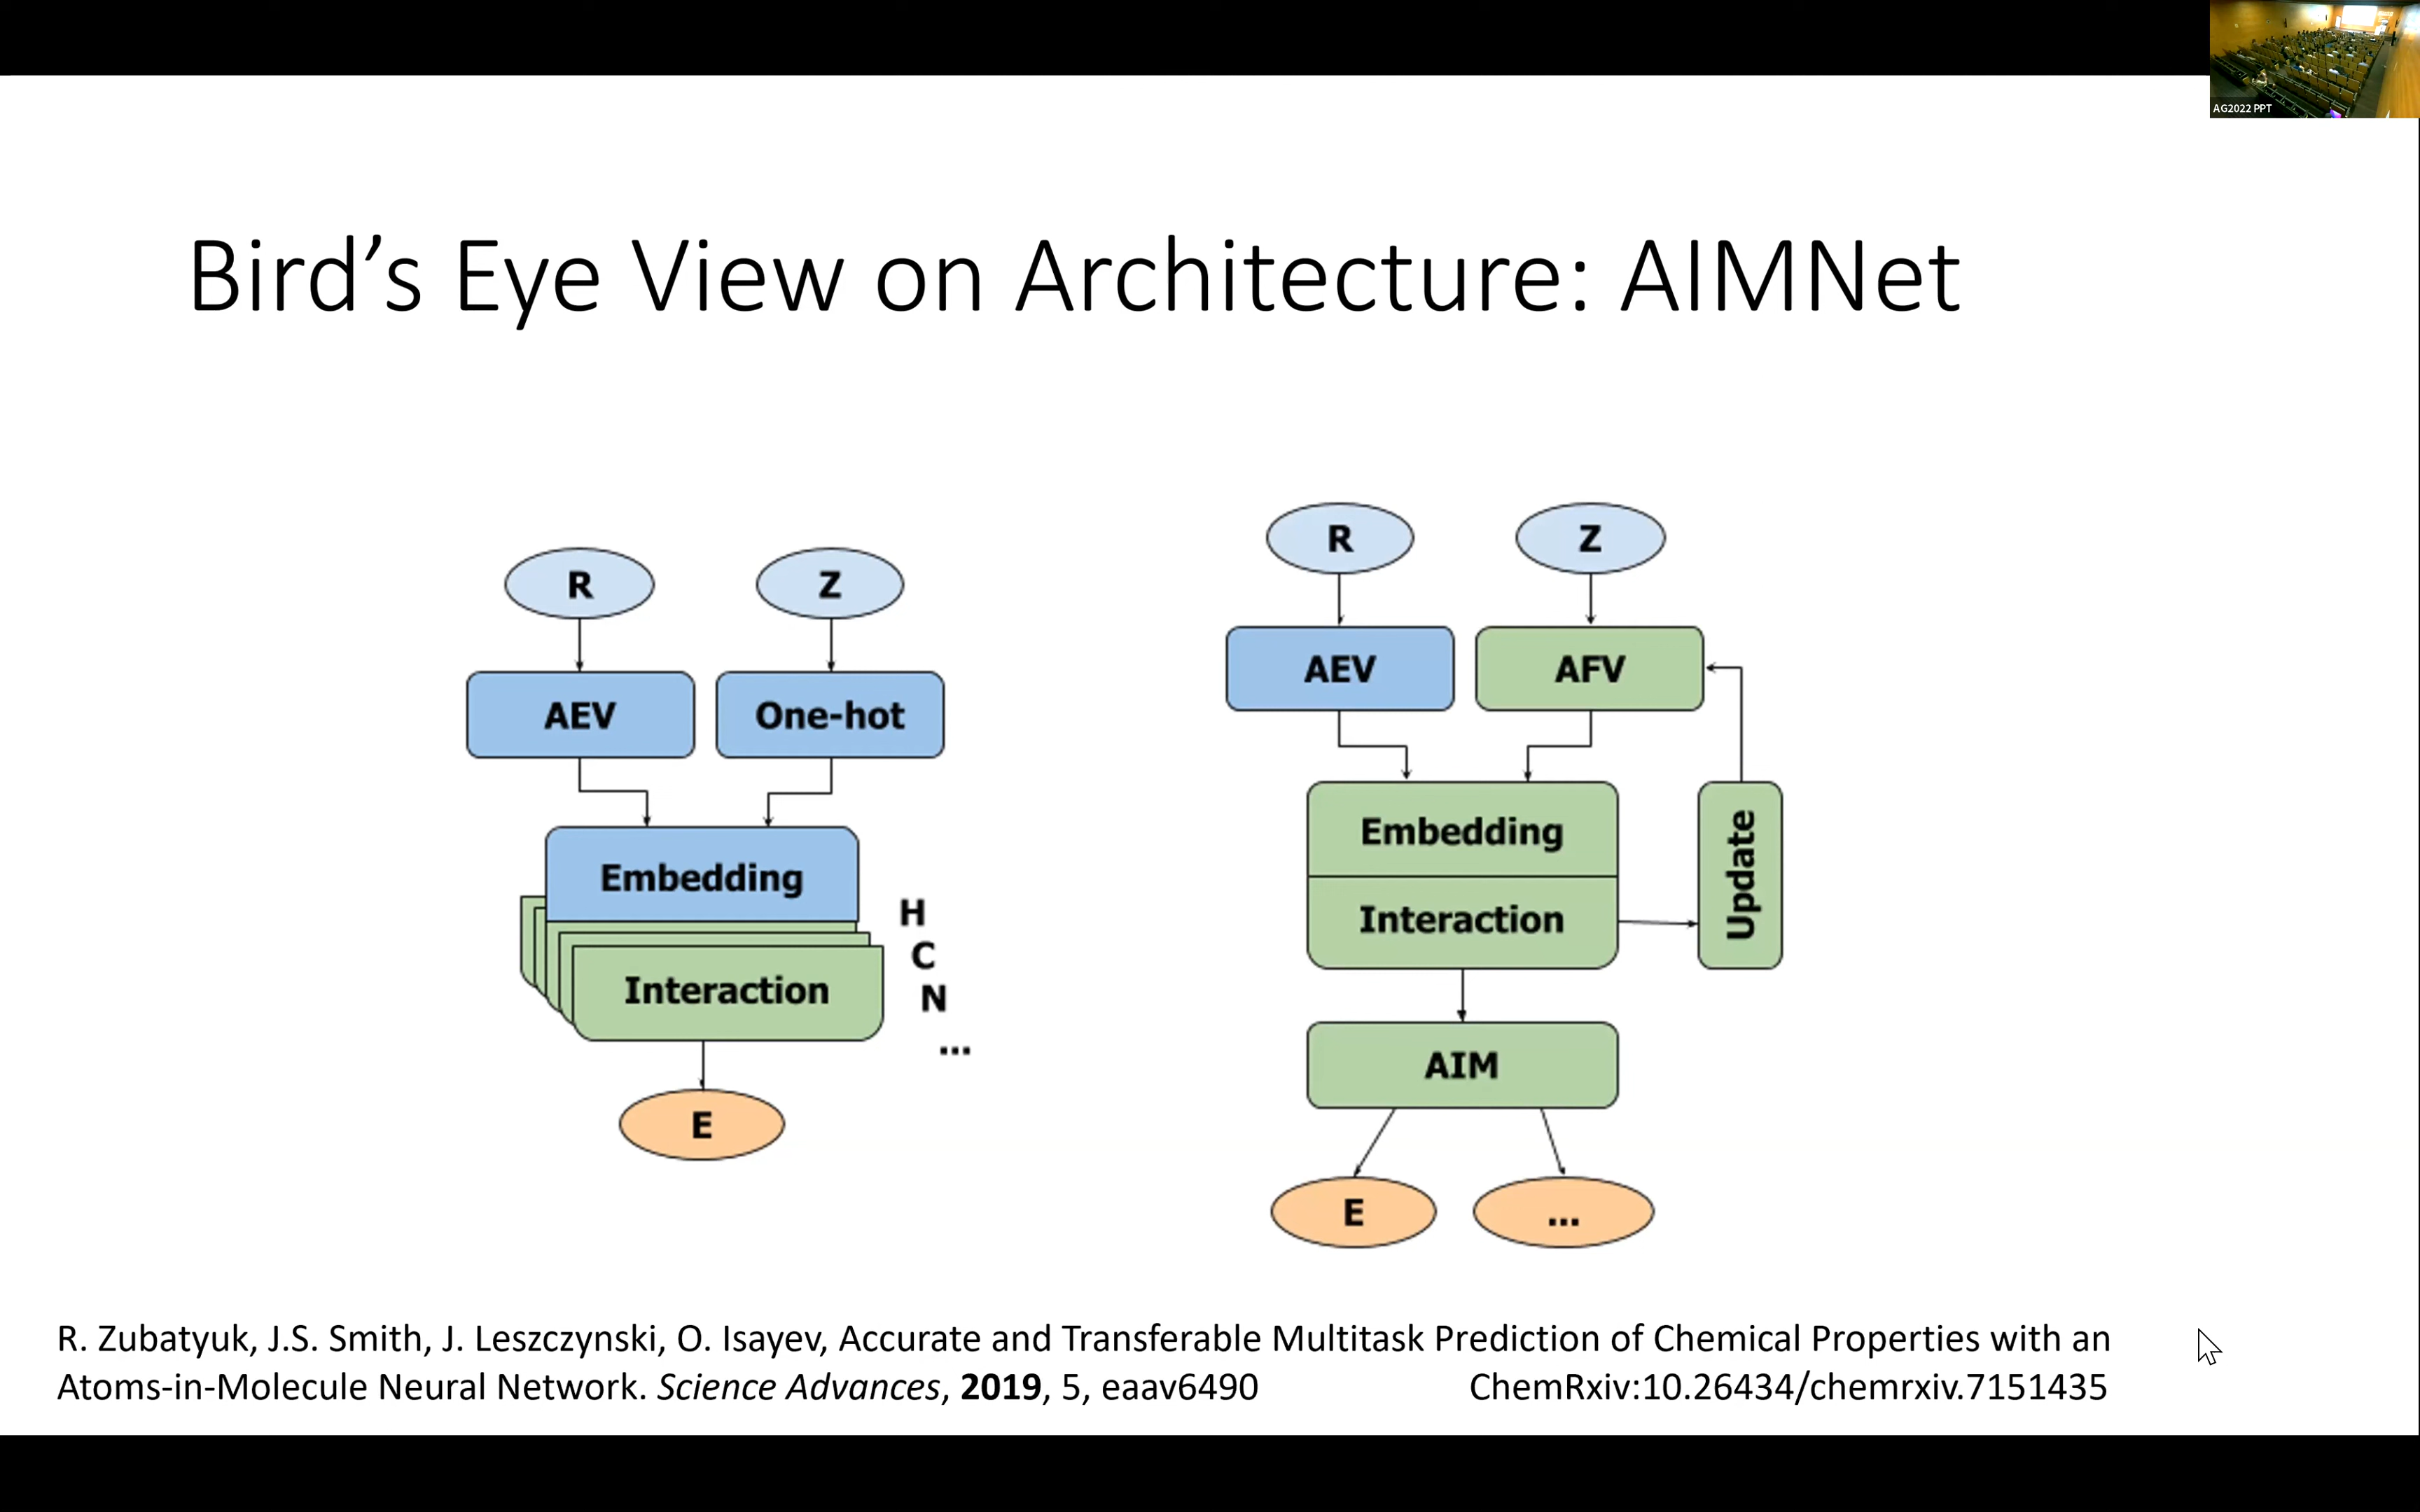 AG2022 PPT
Bird’s Eye View on Architecture: AIMNet
R
Z
AEV
One-hot
Embedding
Interaction
H
C
N
...
E
R
Z
AEV
AFV
Embedding
Interaction
Update
AIM
E
...
R. Zubatyuk, J.S. Smith, J. Leszczynski, O. Isayev, Accurate and Transferable Multitask Prediction of Chemical Properties with an
Atoms-in-Molecule Neural Network. Science Advances, 2019, 5, eaav6490 ChemRxiv:10.26434/chemrxiv.7151435